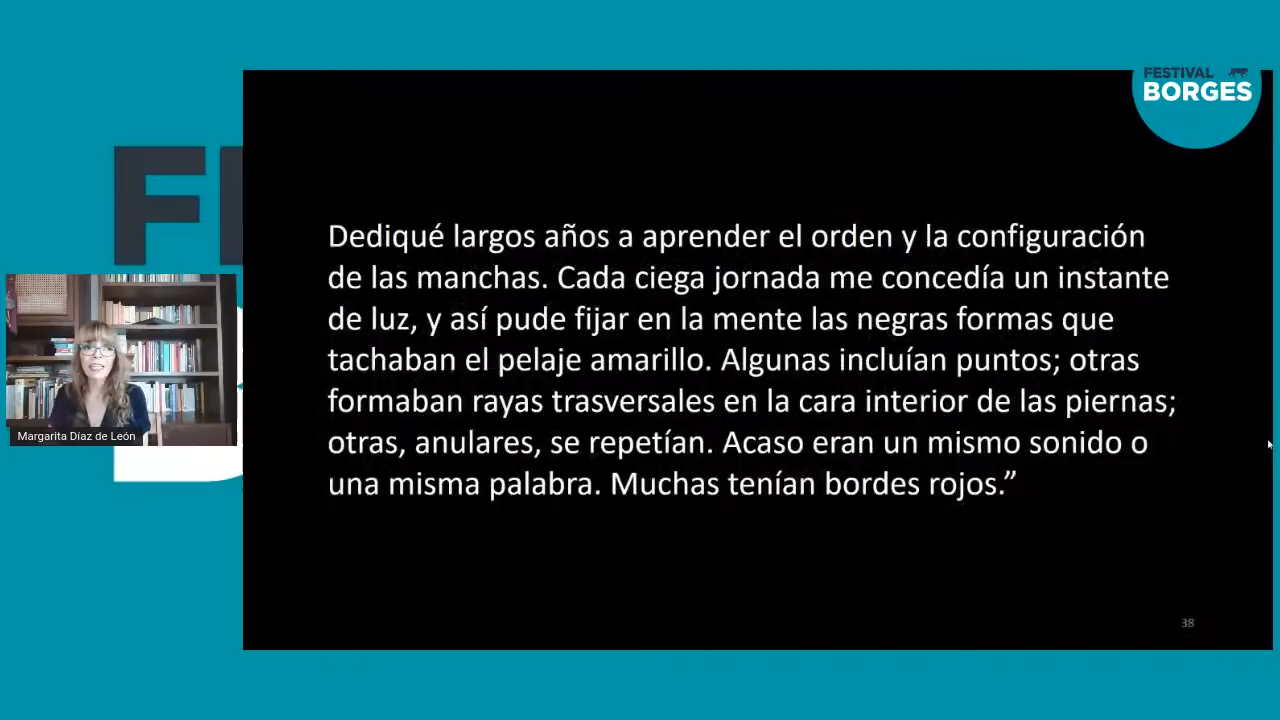 FESTIVAL
BORGES
Dediqué largos años a aprender el orden y la configuración
de las manchas. Cada ciega jornada me concedía un instante
de luz, y así pude fijar en la mente las negras formas que
tachaban el pelaje amarillo. Algunas incluían puntos; otras
formaban rayas trasversales en la cara interior de las piernas;
otras, anulares, se repetían. Acaso eran un mismo sonido o
una misma palabra. Muchas tenían bordes rojos.”
Margarita Díaz de León
38